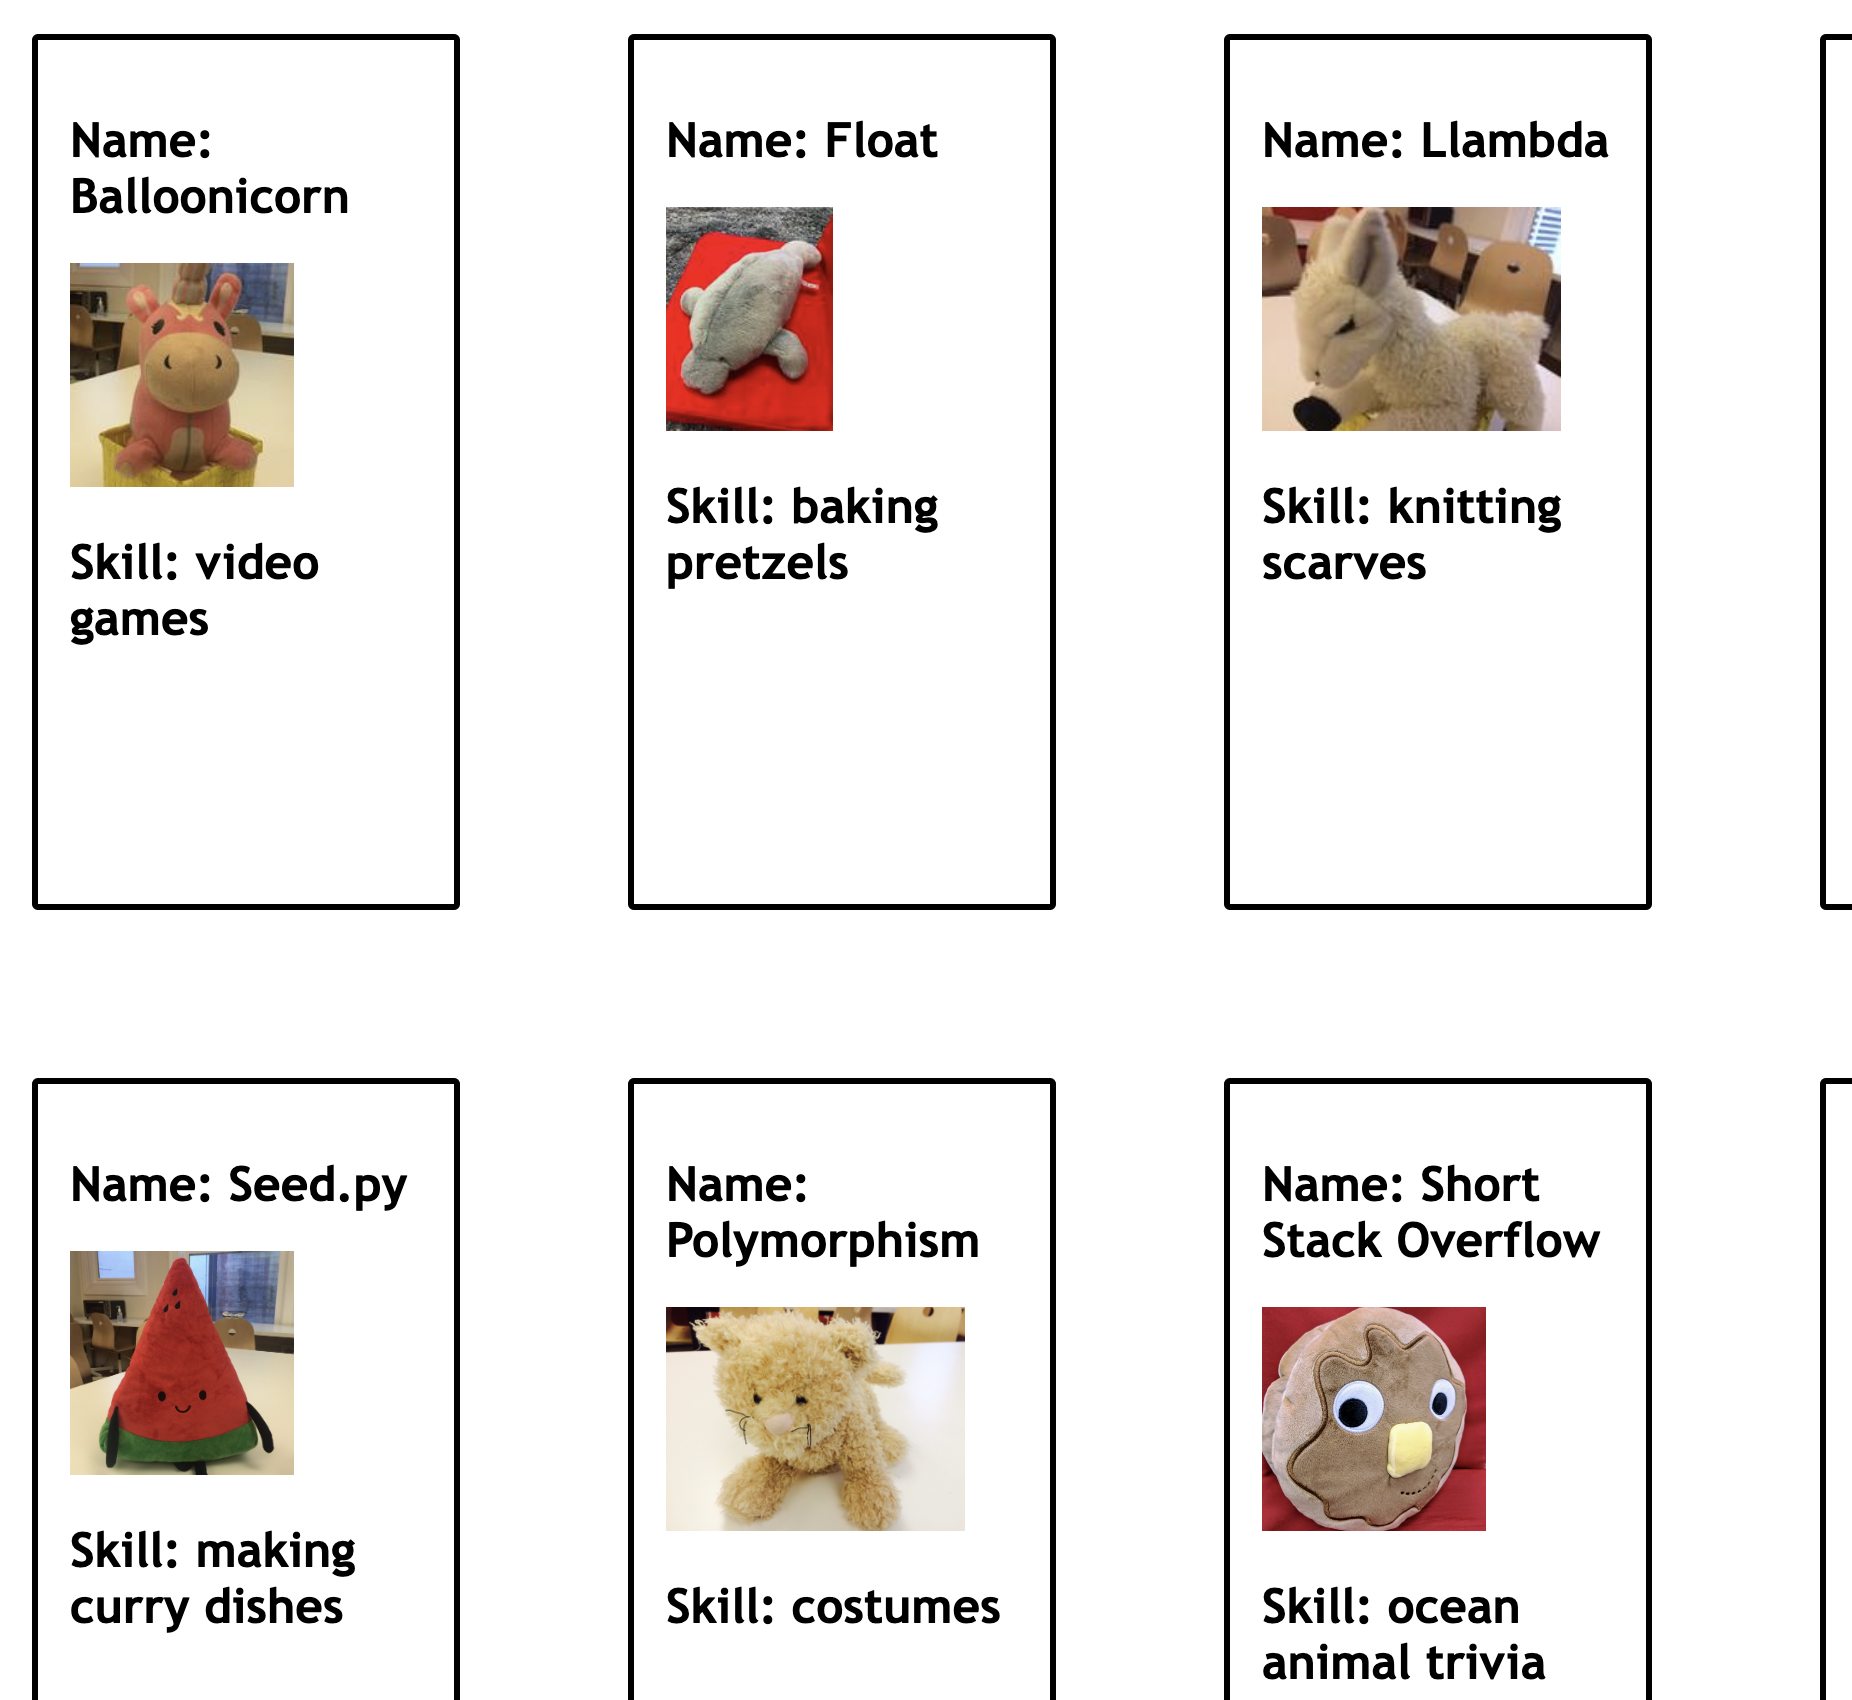 Name:
Balloonicorn
Skill: video
games
Name: Float
Skill: baking
pretzels
Name: Llambda
Skill: knitting
scarves
Name: Seed.py
Skill: making
curry dishes
Name:
Polymorphism
Skill: costumes
Name: Short
Stack Overflow
Skill: ocean
animal trivia